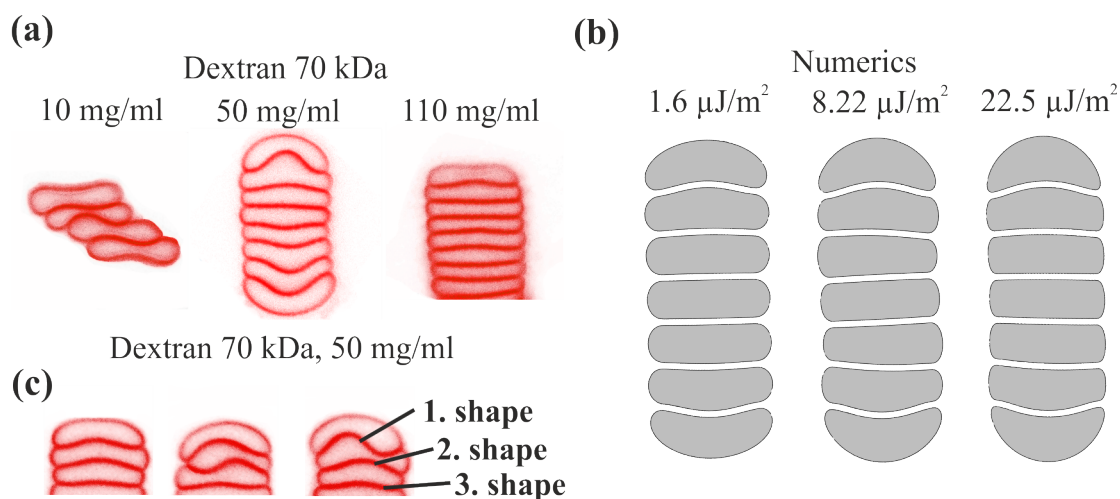 (a)
Dextran 70 kDa
10 mg/ml 50 mg/ml 110 mg/ml
(b)
Numerics
1.6 µJ/m² 8.22 µJ/m² 22.5 µJ/m²
Dextran 70 kDa, 50 mg/ml
(c)
1. shape
2. shape
3. shape